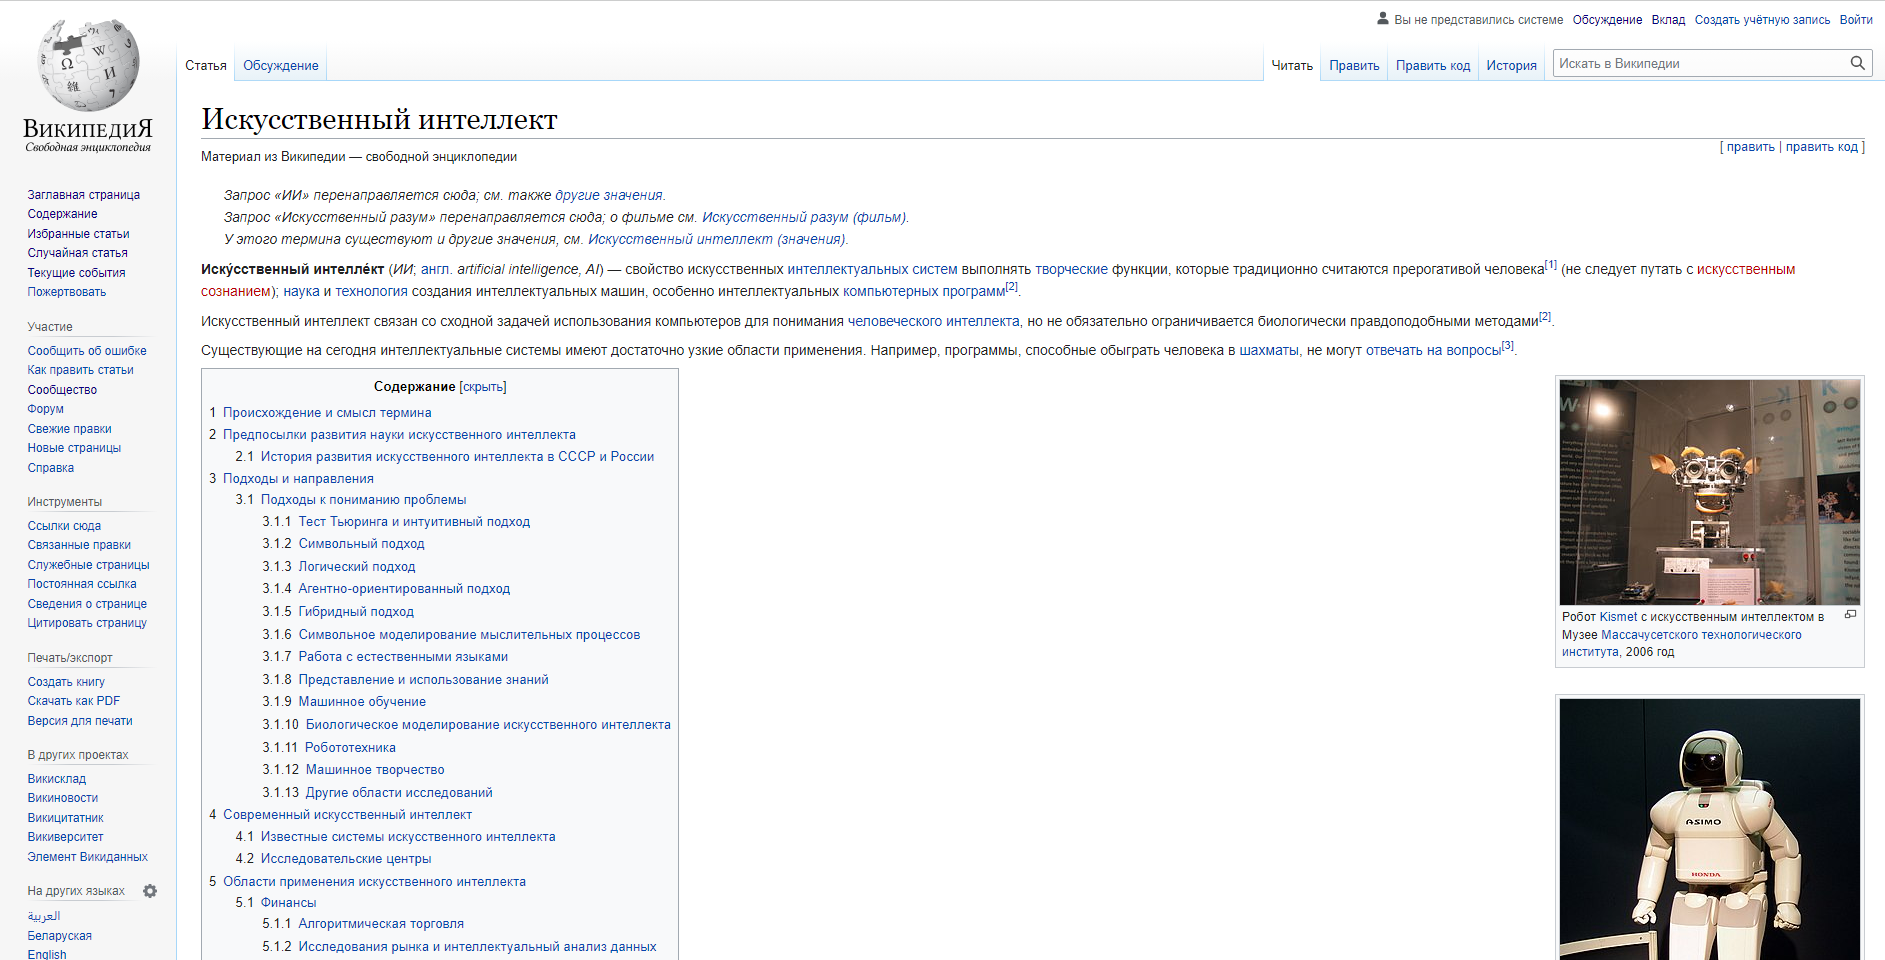 Вы не представились системе Обсуждение Вклад Создать учётную запись Войти
Статья Обсуждение Читать Править Править код История Искать в Википедии
ВикипедиЯ
Свободная энциклопедия
Заглавная страница
Содержание
Избранные статьи
Случайная статья
Текущие события
Пожертвовать
Участие
Сообщить об ошибке
Как править статьи
Сообщество
Форум
Свежие правки
Новые страницы
Справка
Инструменты
Ссылки сюда
Связанные правки
Служебные страницы
Постоянная ссылка
Сведения о странице
Цитировать страницу
Печать/экспорт
Создать книгу
Скачать как PDF
Версия для печати
В других проектах
Викисклад
Викиновости
Викицитатник
Викиверситет
Элемент Викиданных
На других языках
العربية
Беларуская
English
Искусственный интеллект
[ править | править код ]
Материал из Википедии — свободной энциклопедии
Запрос «ИИ» перенаправляется сюда; см. также другие значения.
Запрос «Искусственный разум» перенаправляется сюда; о фильме см. Искусственный разум (фильм).
У этого термина существуют и другие значения, см. Искусственный интеллект (значения).
Иску́сственный интелле́кт (ИИ; англ. artificial intelligence, AI) — свойство искусственных интеллектуальных систем выполнять творческие функции, которые традиционно считаются прерогативой человека[1] (не следует путать с искусственным
сознанием); наука и технология создания интеллектуальных машин, особенно интеллектуальных компьютерных программ[2].
Искусственный интеллект связан со сходной задачей использования компьютеров для понимания человеческого интеллекта, но не обязательно ограничивается биологически правдоподобными методами[2].
Существующие на сегодня интеллектуальные системы имеют достаточно узкие области применения. Например, программы, способные обыграть человека в шахматы, не могут отвечать на вопросы[3].
Содержание [скрыть]
1 Происхождение и смысл термина
2 Предпосылки развития науки искусственного интеллекта
2.1 История развития искусственного интеллекта в СССР и России
3 Подходы и направления
3.1 Подходы к пониманию проблемы
3.1.1 Тест Тьюринга и интуитивный подход
3.1.2 Символьный подход
3.1.3 Логический подход
3.1.4 Агентно-ориентированный подход
3.1.5 Гибридный подход
3.1.6 Символьное моделирование мыслительных процессов
3.1.7 Работа с естественными языками
3.1.8 Представление и использование знаний
3.1.9 Машинное обучение
3.1.10 Биологическое моделирование искусственного интеллекта
3.1.11 Робототехника
3.1.12 Машинное творчество
3.1.13 Другие области исследований
4 Современный искусственный интеллект
4.1 Известные системы искусственного интеллекта
4.2 Исследовательские центры
5 Области применения искусственного интеллекта
5.1 Финансы
5.1.1 Алгоритмическая торговля
5.1.2 Исследования рынка и интеллектуальный анализ данных
Робот Kismet с искусственным интеллектом в
Музее Массачусетского технологического
института, 2006 год
ASIMO
HONDA